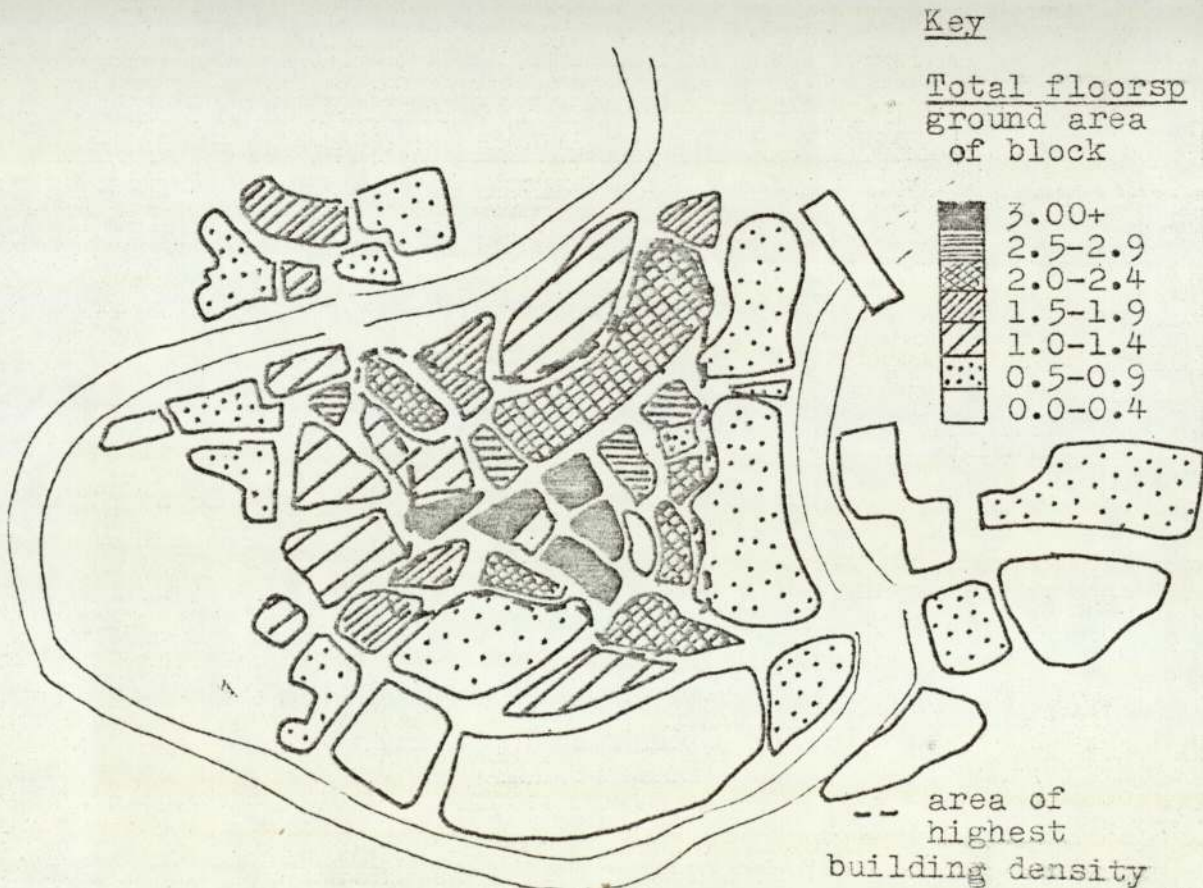 Key
Total floorsp
ground area
of block
3.00+
2.5-2.9
2.0-2.4
1.5-1.9
1.0-1.4
0.5-0.9
0.0-0.4
area of
highest
building density